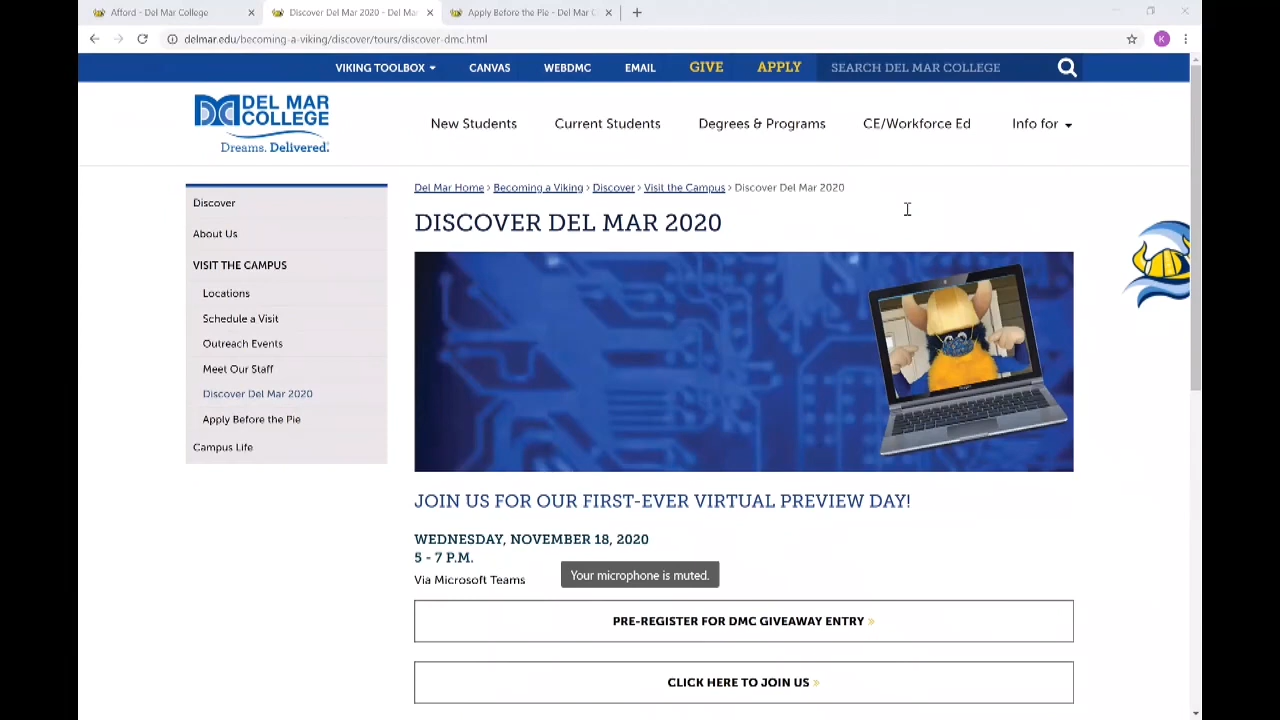 Afford - Del Mar College
Discover Del Mar 2020 - Del Mar
Apply Before the Pie - Del Mar C
delmar.edu/becoming-a-viking/discover/tours/discover-dmc.html
K
VIKING TOOLBOX
CANVAS
WEBDMC
EMAIL
GIVE
APPLY
SEARCH DEL MAR COLLEGE
DEL MAR
COLLEGE
Dreams. Delivered.
New Students
Current Students
Degrees & Programs
CE/Workforce Ed
Info for
Discover
About Us
VISIT THE CAMPUS
Locations
Schedule a Visit
Outreach Events
Meet Our Staff
Discover Del Mar 2020
Apply Before the Pie
Campus Life
Del Mar Home › Becoming a Viking › Discover › Visit the Campus › Discover Del Mar 2020
DISCOVER DEL MAR 2020
JOIN US FOR OUR FIRST-EVER VIRTUAL PREVIEW DAY!
WEDNESDAY, NOVEMBER 18, 2020
5 - 7 P.M.
Via Microsoft Teams
Your microphone is muted.
PRE-REGISTER FOR DMC GIVEAWAY ENTRY »
CLICK HERE TO JOIN US »